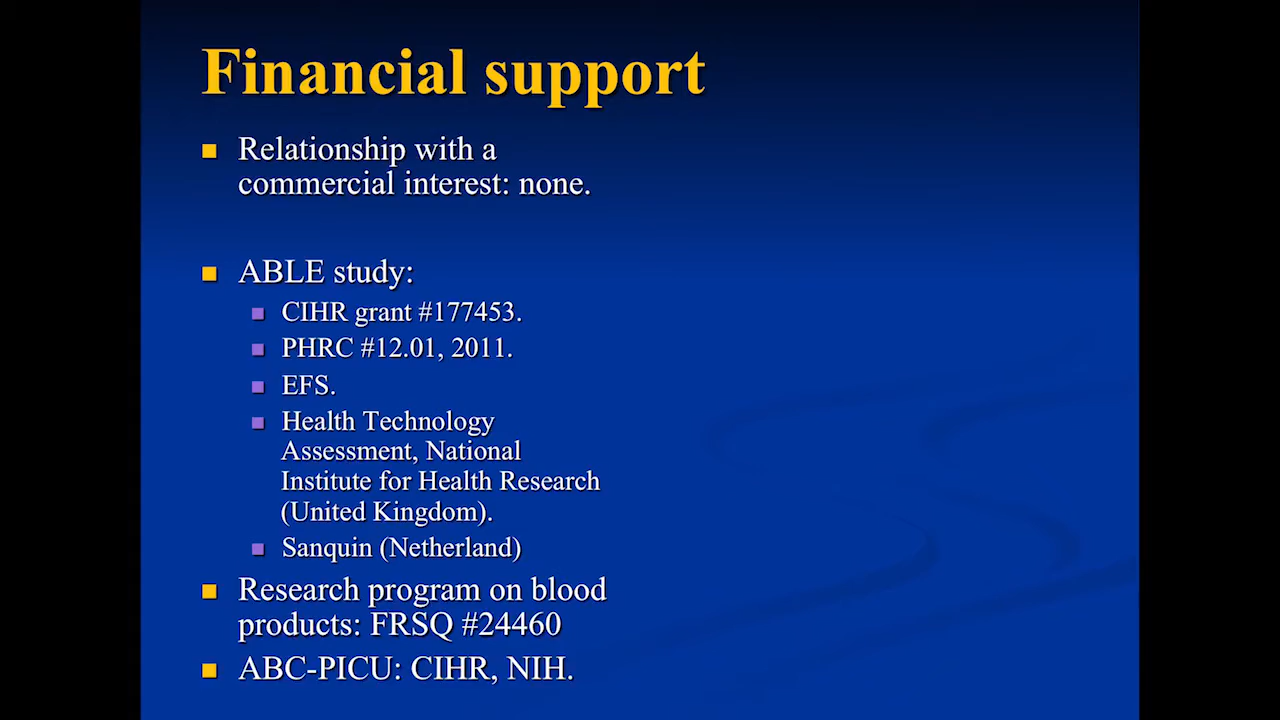 Financial support
Relationship with a
commercial interest: none.
ABLE study:
CIHR grant #177453.
PHRC #12.01, 2011.
EFS.
Health Technology
Assessment, National
Institute for Health Research
(United Kingdom).
Sanquin (Netherland)
Research program on blood
products: FRSQ #24460
ABC-PICU: CIHR, NIH.